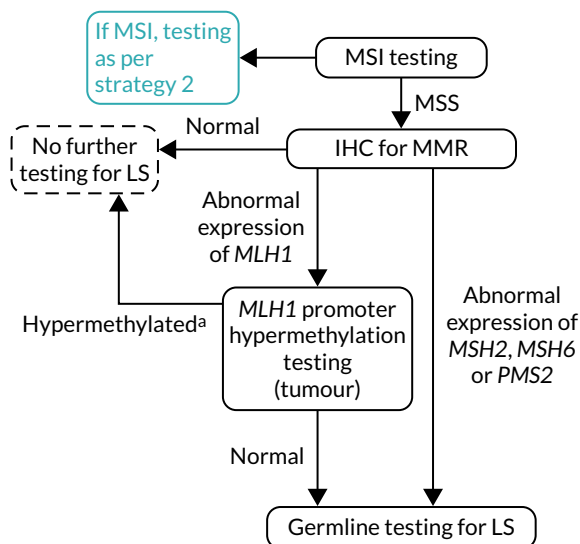 If MSI, testing
as per
strategy 2
MSI testing
MSS
Normal
No further
testing for LS
IHC for MMR
Abnormal
expression
of MLH1
Hypermethylatedᵃ
MLH1 promoter
hypermethylation
testing
(tumour)
Abnormal
expression of
MSH2, MSH6
or PMS2
Normal
Germline testing for LS